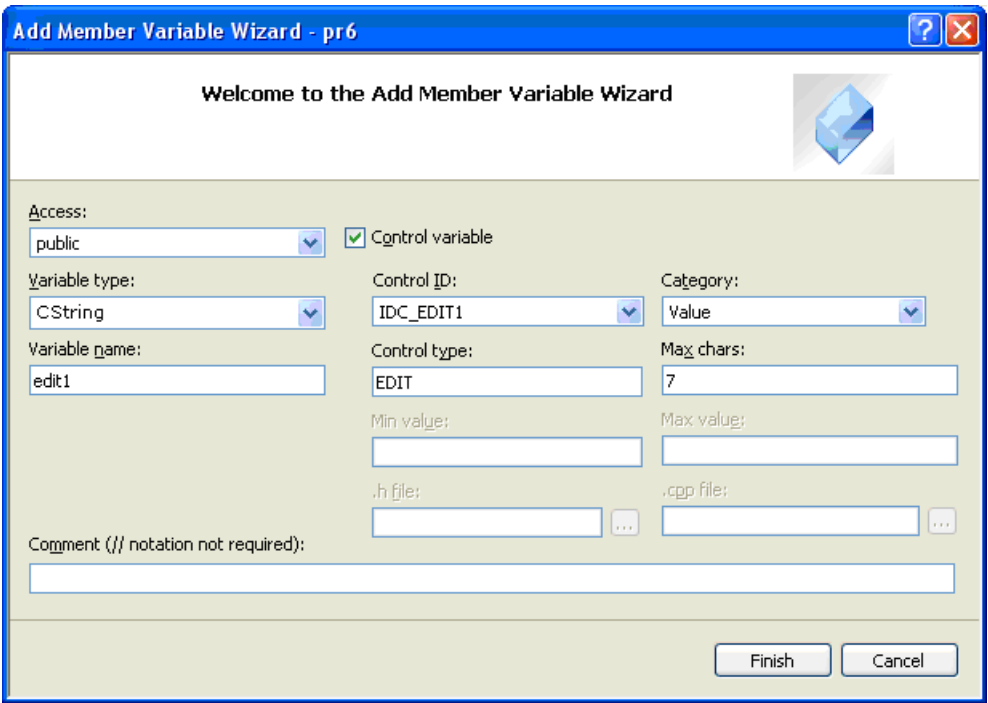 Add Member Variable Wizard - pr6
Welcome to the Add Member Variable Wizard
Access:
public
Control variable
Variable type:
Control ID:
Category:
CString
IDC_EDIT1
Value
Variable name:
Control type:
Max chars:
edit1
EDIT
7
Min value:
Max value:
.h file:
.cpp file:
...
...
Comment (// notation not required):
Finish
Cancel